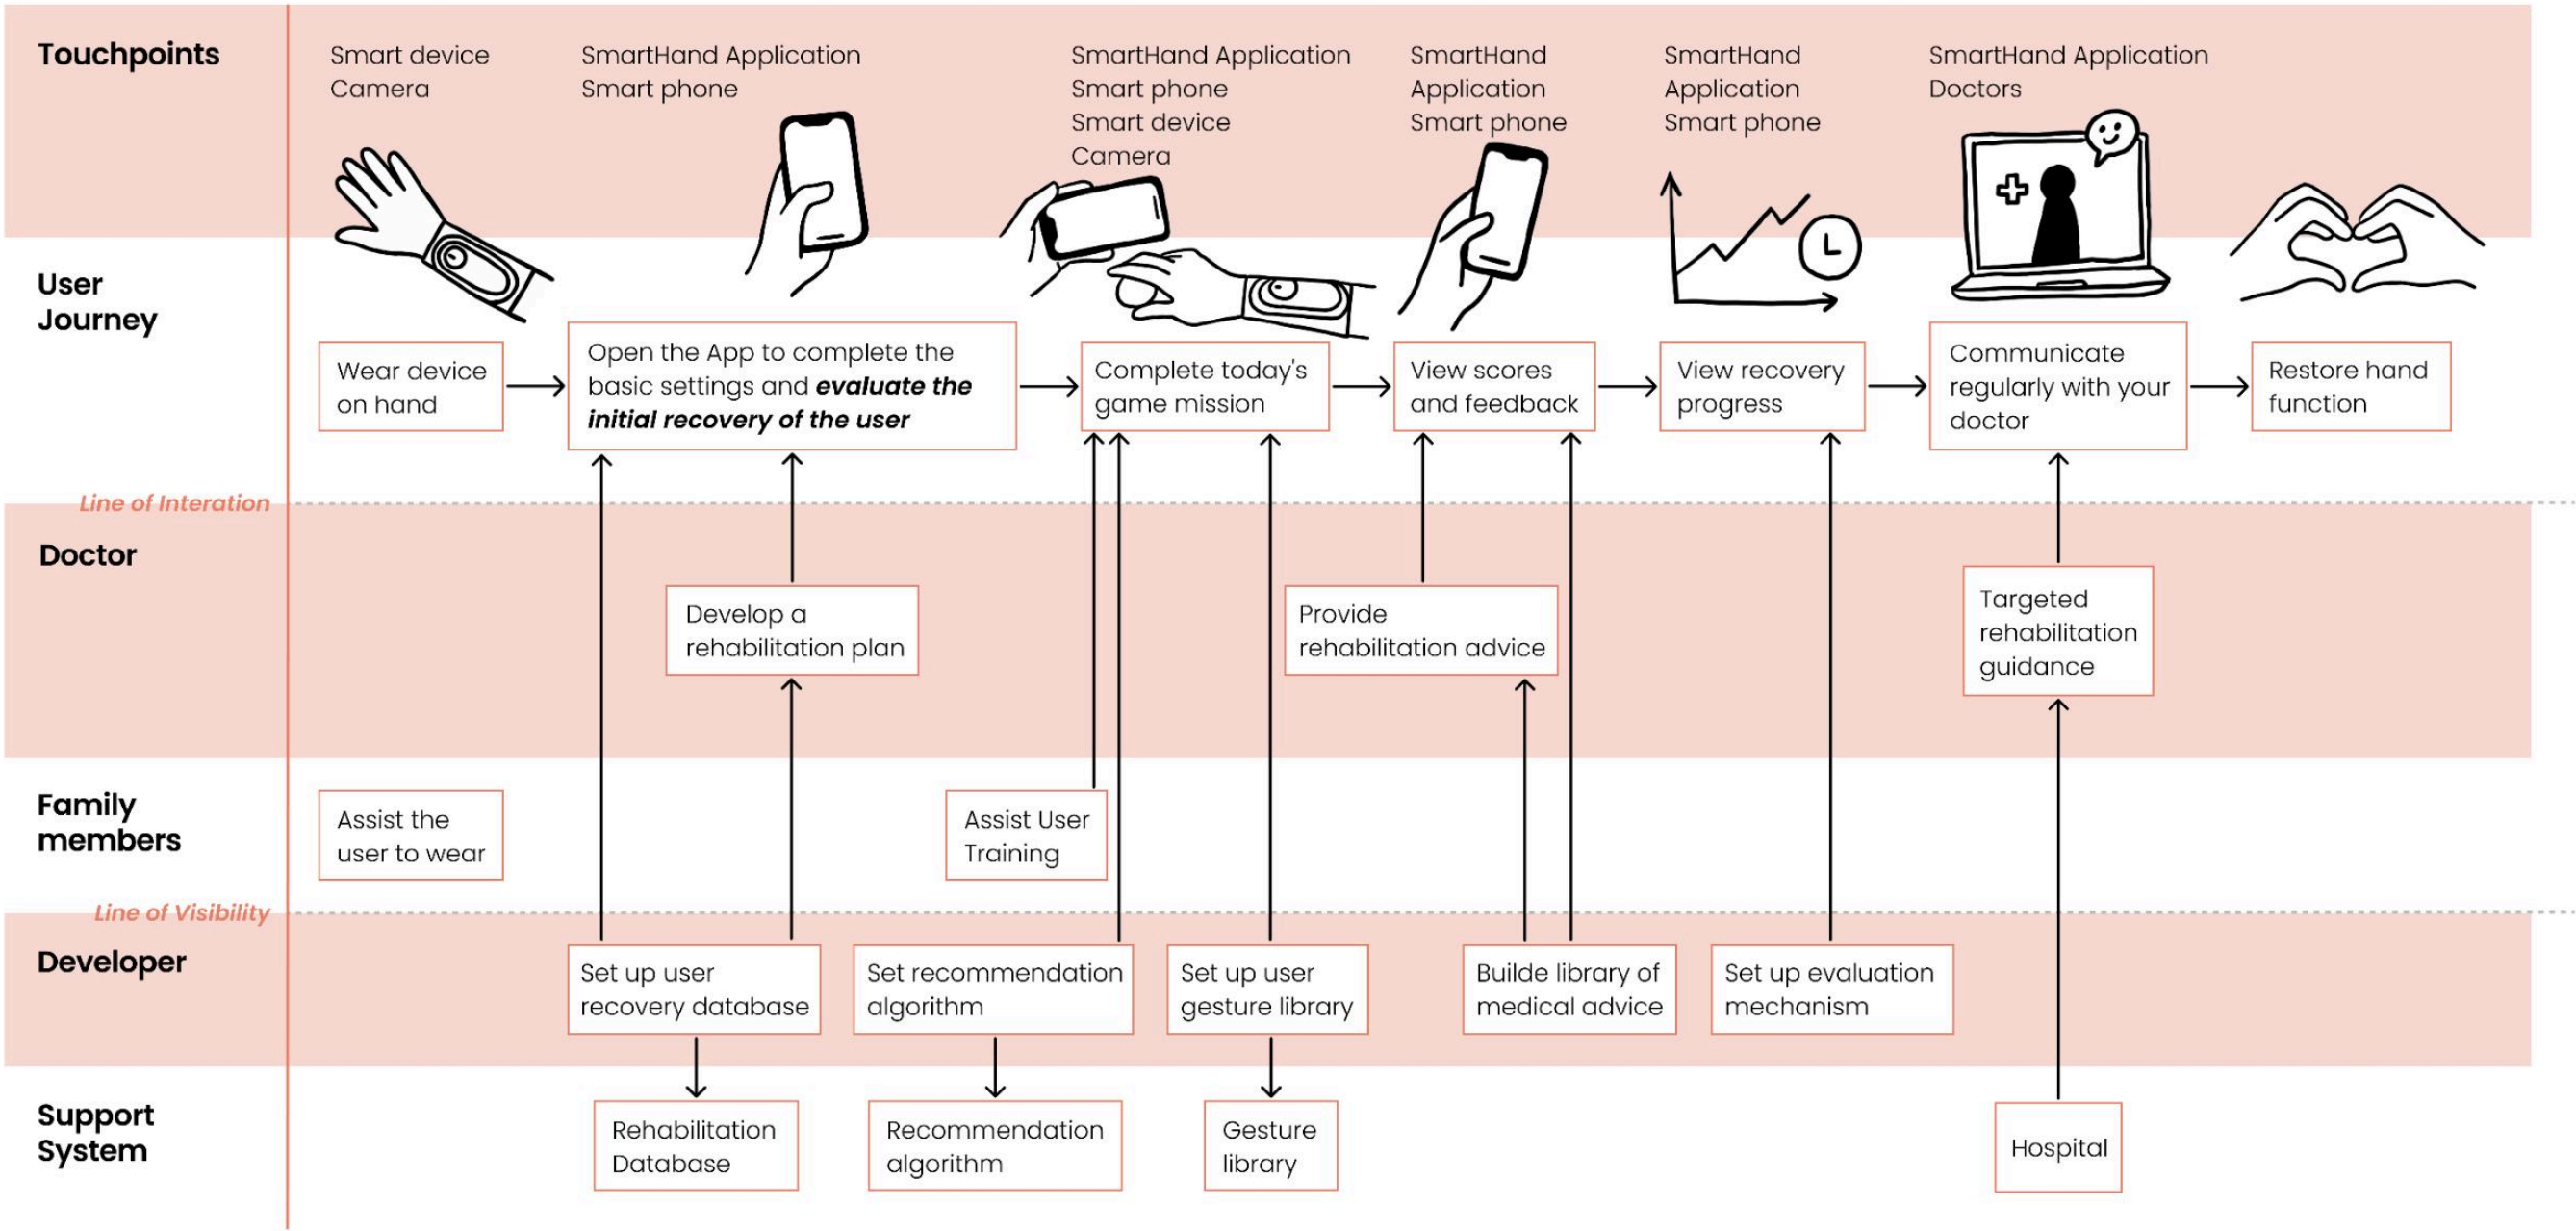 Touchpoints
Smart device
Camera
SmartHand Application
Smart phone
SmartHand Application
Smart phone
Smart device
Camera
SmartHand
Application
Smart phone
SmartHand
Application
Smart phone
SmartHand Application
Doctors
User
Journey
Wear device
on hand
Open the App to complete the
basic settings and evaluate the
initial recovery of the user
Complete today's
game mission
View scores
and feedback
View recovery
progress
Communicate
regularly with your
doctor
Restore hand
function
Line of Interation
Doctor
Develop a
rehabilitation plan
Provide
rehabilitation advice
Targeted
rehabilitation
guidance
Family
members
Assist the
user to wear
Assist User
Training
Line of Visibility
Developer
Set up user
recovery database
Set recommendation
algorithm
Set up user
gesture library
Builde library of
medical advice
Set up evaluation
mechanism
Support
System
Rehabilitation
Database
Recommendation
algorithm
Gesture
library
Hospital